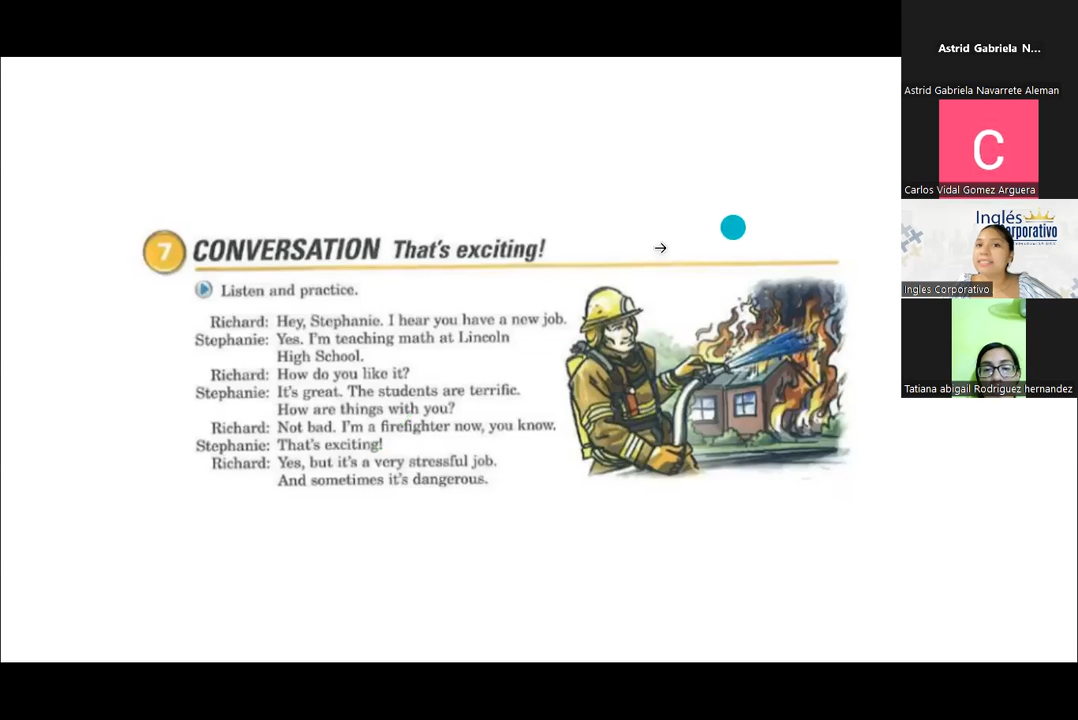 Astrid Gabriela N...
Astrid Gabriela Navarrete Aleman
C
Carlos Vidal Gomez Arguera
Inglés
Corporativo
Ingles Corporativo
Tatiana abigail Rodriguez hernandez
7 CONVERSATION That's exciting!
Listen and practice.
Richard: Hey, Stephanie. I hear you have a new job.
Stephanie: Yes. I'm teaching math at Lincoln
High School.
Richard: How do you like it?
Stephanie: It's great. The students are terrific.
How are things with you?
Richard: Not bad. I'm a firefighter now, you know.
Stephanie: That's exciting!
Richard: Yes, but it's a very stressful job.
And sometimes it's dangerous.